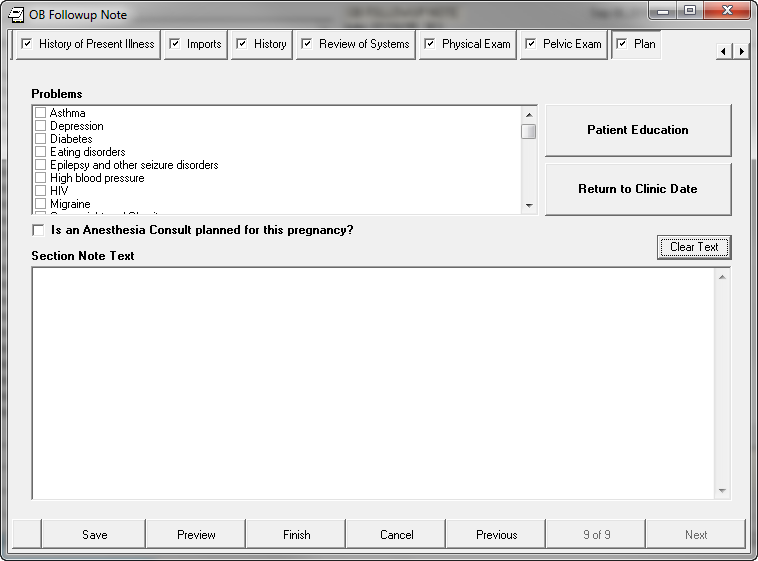 OB Followup Note
OB FOLLOWUP NOTE
History of Present Illness
Imports
History
Review of Systems
Physical Exam
Pelvic Exam
Plan
Problems
Asthma
Depression
Diabetes
Eating disorders
Epilepsy and other seizure disorders
High blood pressure
HIV
Migraine
Patient Education
Return to Clinic Date
Is an Anesthesia Consult planned for this pregnancy?
Clear Text
Section Note Text
Save
Preview
Finish
Cancel
Previous
9 of 9
Next